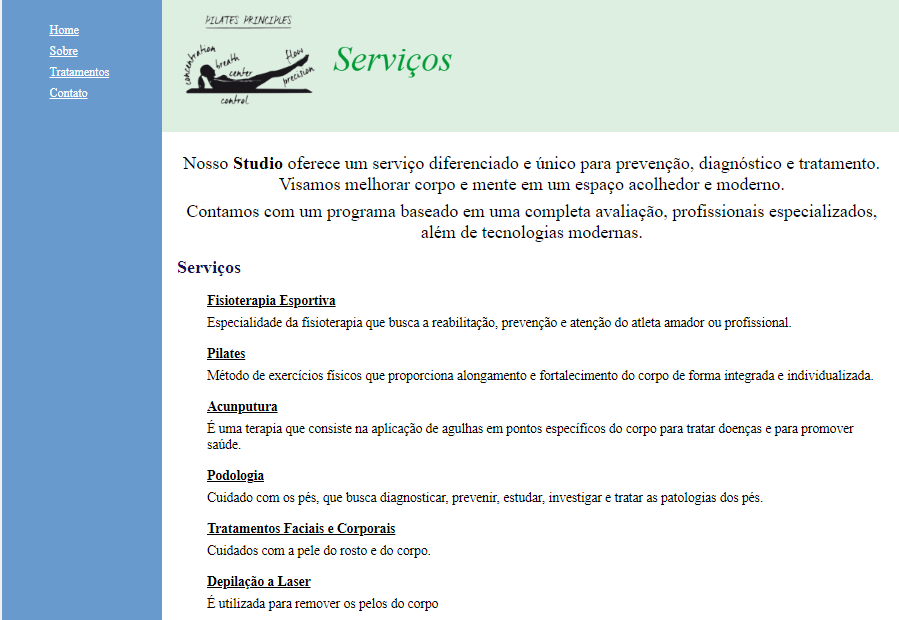 Home
Sobre
Tratamentos
Contato
PILATES PRINCIPLES
concentration
breath
center
flow
precision
control
Serviços
Nosso Studio oferece um serviço diferenciado e único para prevenção, diagnóstico e tratamento.
Visamos melhorar corpo e mente em um espaço acolhedor e moderno.
Contamos com um programa baseado em uma completa avaliação, profissionais especializados,
além de tecnologias modernas.
Serviços
Fisioterapia Esportiva
Especialidade da fisioterapia que busca a reabilitação, prevenção e atenção do atleta amador ou profissional.
Pilates
Método de exercícios físicos que proporciona alongamento e fortalecimento do corpo de forma integrada e individualizada.
Acunputura
É uma terapia que consiste na aplicação de agulhas em pontos específicos do corpo para tratar doenças e para promover
saúde.
Podologia
Cuidado com os pés, que busca diagnosticar, prevenir, estudar, investigar e tratar as patologias dos pés.
Tratamentos Faciais e Corporais
Cuidados com a pele do rosto e do corpo.
Depilação a Laser
É utilizada para remover os pelos do corpo